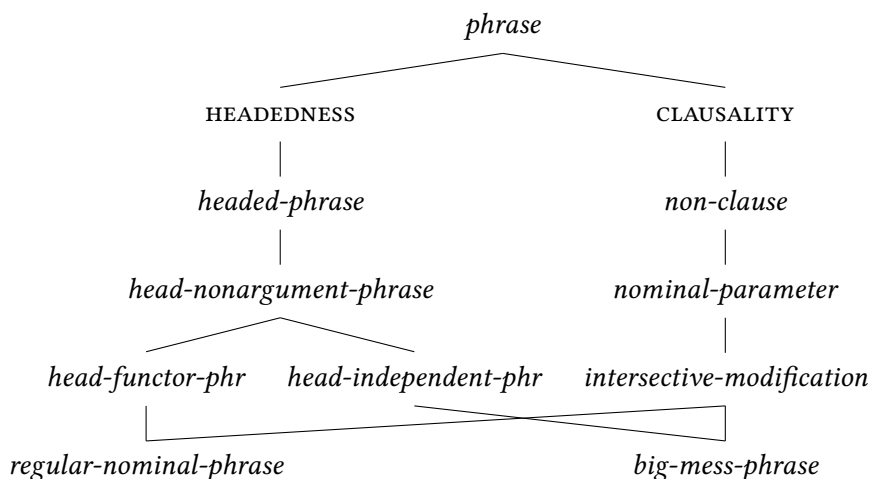 phrase
HEADEDNESS CLAUSALITY
headed-phrase non-clause
head-nonargument-phrase nominal-parameter
head-functor-phr head-independent-phr intersective-modification
regular-nominal-phrase big-mess-phrase